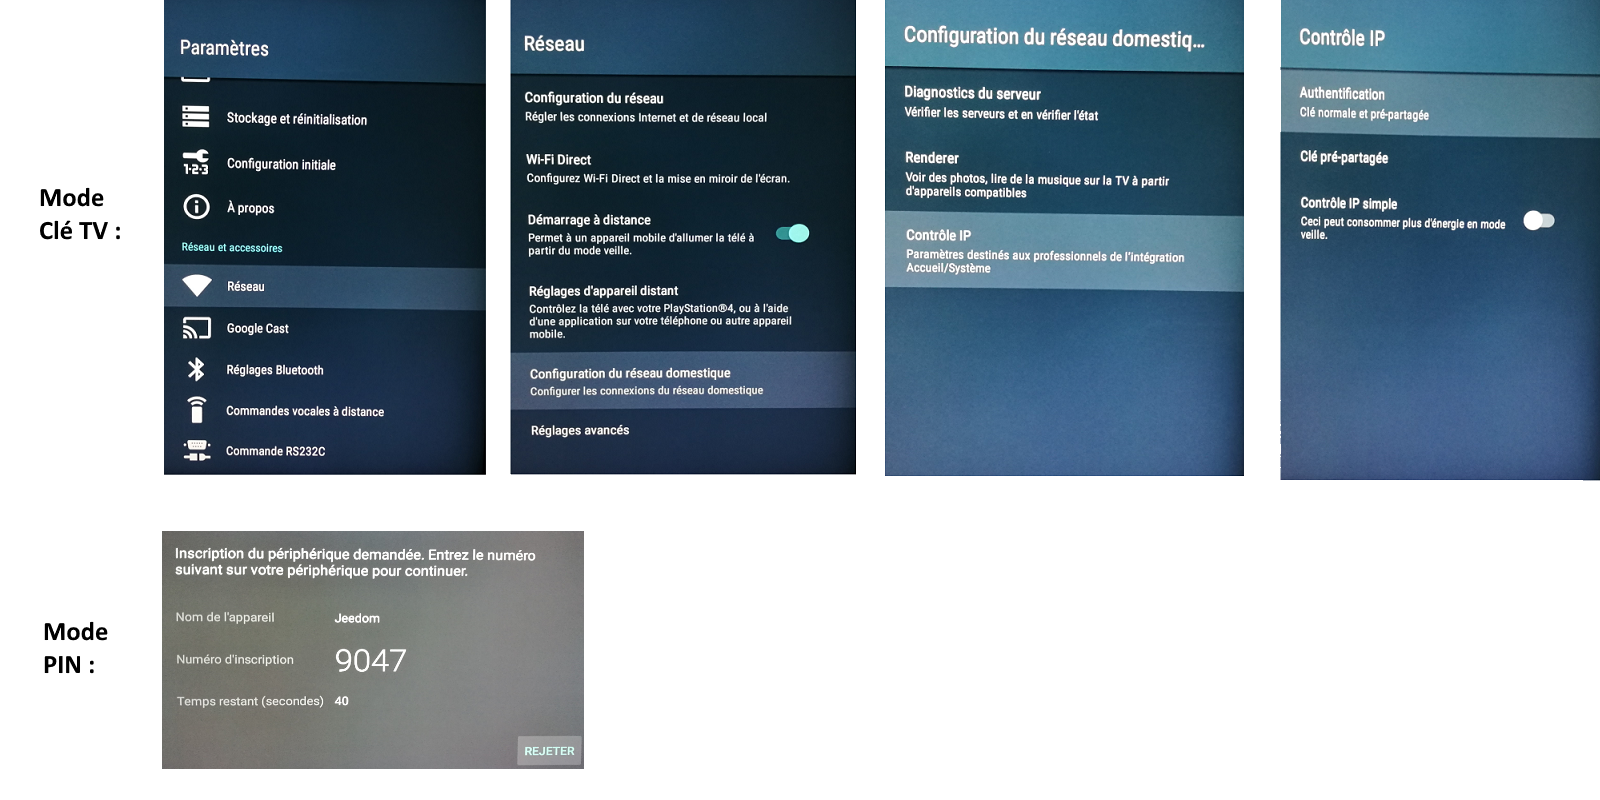 Mode
Clé TV :
Paramètres
Stockage et réinitialisation
1-2-3
Configuration initiale
À propos
Réseau et accessoires
Réseau
Google Cast
Réglages Bluetooth
Commandes vocales à distance
Commande RS232C
Réseau
Configuration du réseau
Régler les connexions Internet et de réseau local
Wi-Fi Direct
Configurez Wi-Fi Direct et la mise en miroir de l'écran.
Démarrage à distance
Permet à un appareil mobile d'allumer la télé à
partir du mode veille.
Réglages d'appareil distant
Contrôlez la télé avec votre PlayStation®4, ou à l'aide
d'une application sur votre téléphone ou autre appareil
mobile.
Configuration du réseau domestique
Configurer les connexions du réseau domestique
Réglages avancés
Configuration du réseau domestiq...
Diagnostics du serveur
Vérifier les serveurs et en vérifier l'état
Renderer
Voir des photos, lire de la musique sur la TV à partir
d'appareils compatibles
Contrôle IP
Paramètres destinés aux professionnels de l'intégration
Accueil/Système
Contrôle IP
Authentification
Clé normale et pré-partagée
Clé pré-partagée
Contrôle IP simple
Ceci peut consommer plus d'énergie en mode
veille.
Mode
PIN :
Inscription du périphérique demandée. Entrez le numéro
suivant sur votre périphérique pour continuer.
Nom de l'appareil Jeedom
Numéro d'inscription 9047
Temps restant (secondes) 40
REJETER